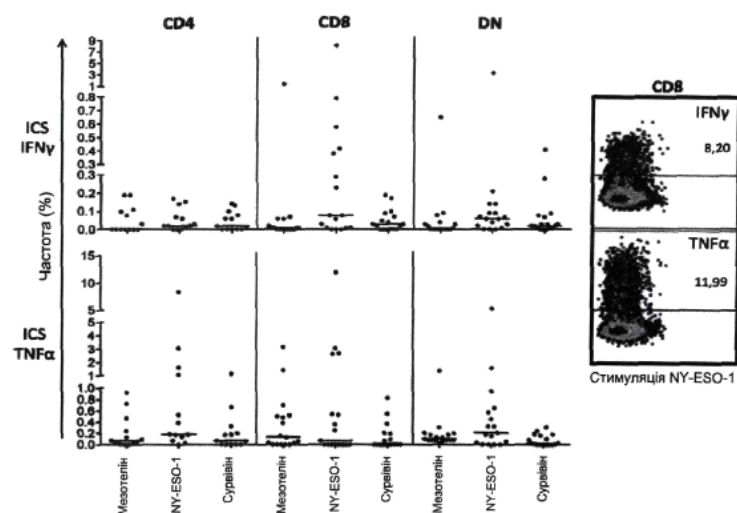 CD4 CD8 DN
CD8
ICS
IFNγ
ICS
TNFα
Частота (%)
9
7
5
3
1
0.8
0.7
0.6
0.5
0.4
0.3
0.3
0.2
0.1
0.0
15
10
5
5
4
3
2
1
1.0
0.8
0.6
0.4
0.2
0.0
IFNγ
8,20
TNFα
11,99
Стимуляція NY-ESO-1
Мезотелін
NY-ESO-1
Сурвівін
Мезотелін
NY-ESO-1
Сурвівін
Мезотелін
NY-ESO-1
Сурвівін